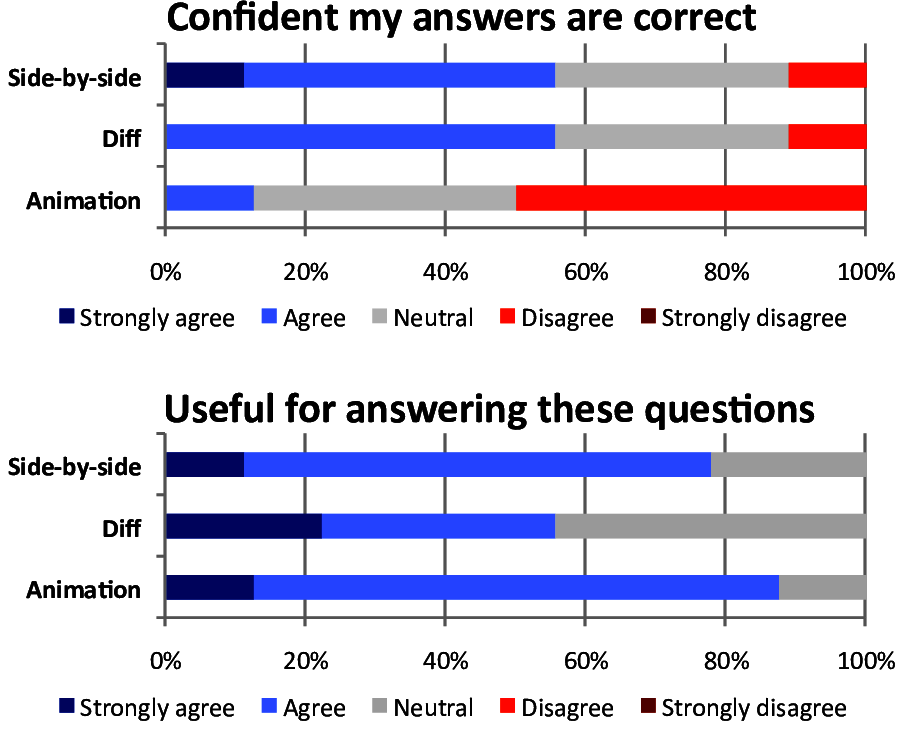 Confident my answers are correct
Side-by-side
Diff
Animation
0% 20% 40% 60% 80% 100%
Strongly agree Agree Neutral Disagree Strongly disagree
Useful for answering these questions
Side-by-side
Diff
Animation
0% 20% 40% 60% 80% 100%
Strongly agree Agree Neutral Disagree Strongly disagree